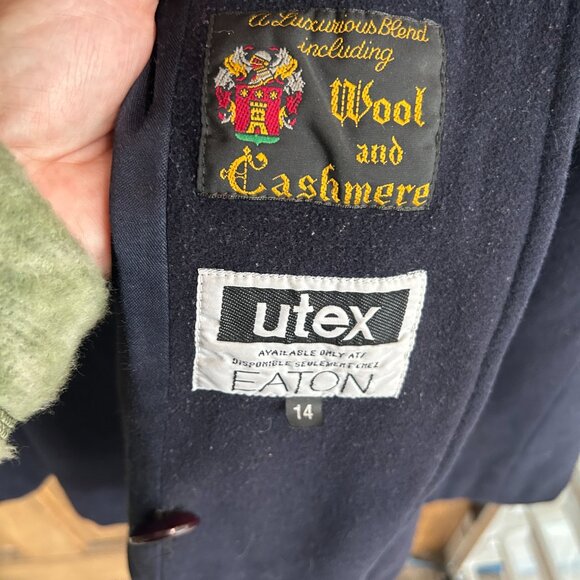 a Luxurious Blend
including
Wool
and
Cashmere
utex
AVAILABLE ONLY AT/
DISPONIBLE SEULEMENT CHEZ
EATON
14